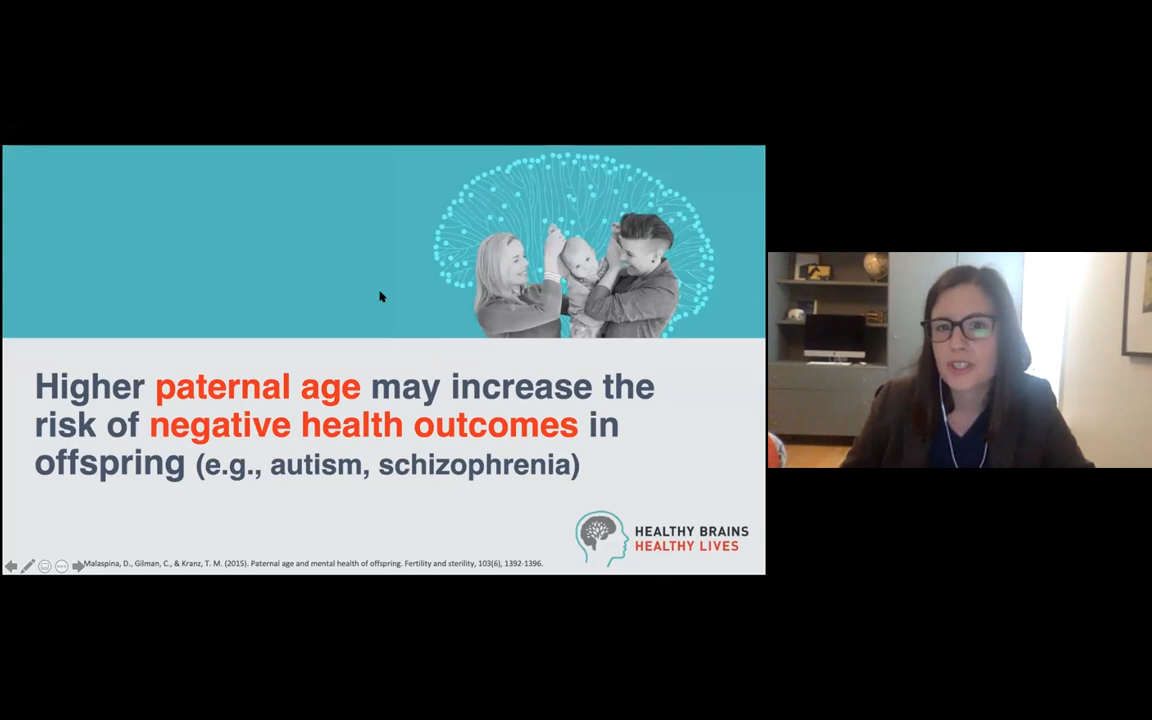 Higher paternal age may increase the
risk of negative health outcomes in
offspring (e.g., autism, schizophrenia)
HEALTHY BRAINS
HEALTHY LIVES
Malaspina, D., Gilman, C., & Kranz, T. M. (2015). Paternal age and mental health of offspring. Fertility and sterility, 103(6), 1392-1396.